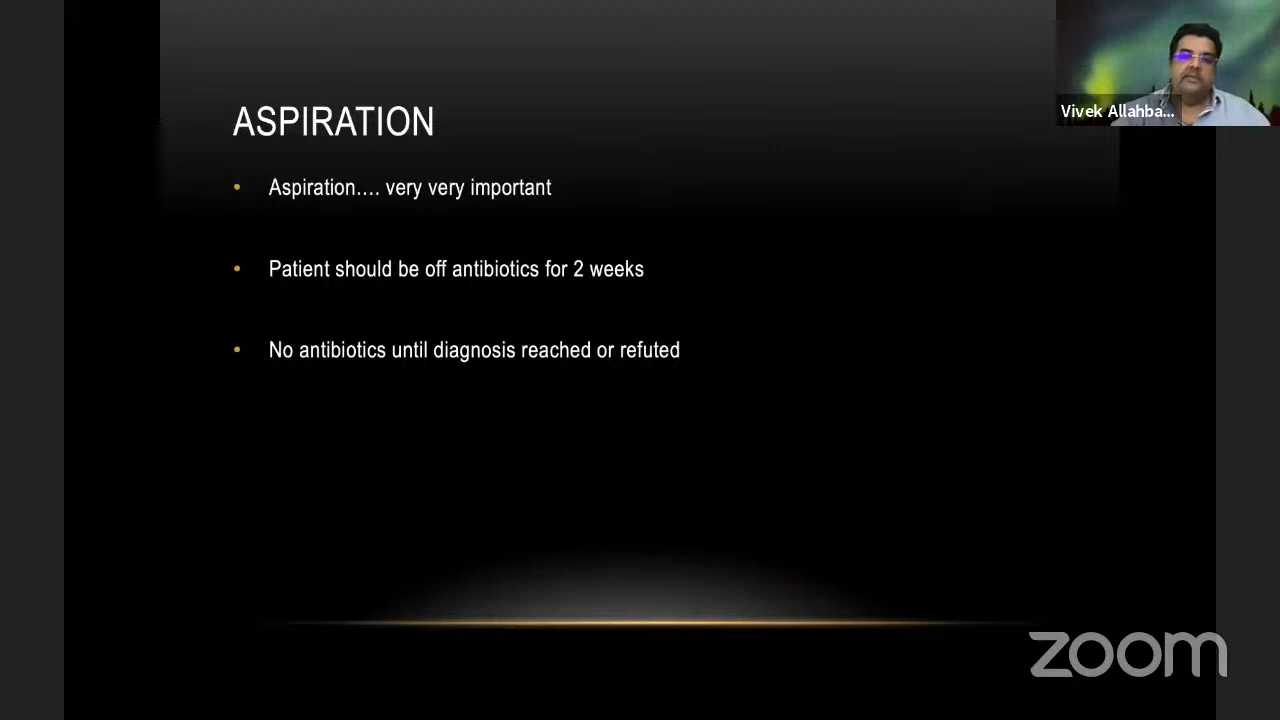 ASPIRATION
Aspiration.... very very important
Patient should be off antibiotics for 2 weeks
No antibiotics until diagnosis reached or refuted
Vivek Allahba...
zoom